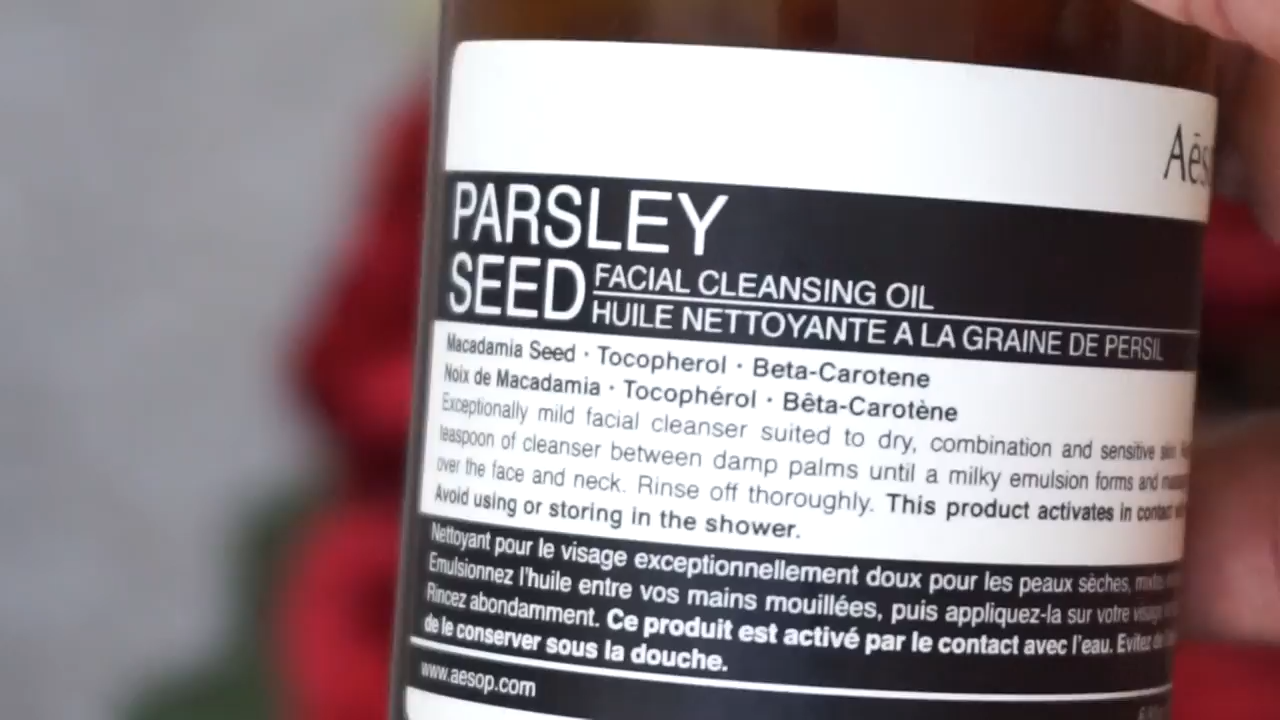 Aēs
PARSLEY
SEED
FACIAL CLEANSING OIL
HUILE NETTOYANTE A LA GRAINE DE PERSIL
Macadamia Seed · Tocopherol · Beta-Carotene
Noix de Macadamia · Tocophérol · Bêta-Carotène
Exceptionally mild facial cleanser suited to dry, combination and sensitive skin.
teaspoon of cleanser between damp palms until a milky emulsion forms and
over the face and neck. Rinse off thoroughly. This product activates in contact
Avoid using or storing in the shower.
Nettoyant pour le visage exceptionnellement doux pour les peaux sèches,
Emulsionnez l'huile entre vos mains mouillées, puis appliquez-la sur votre visage
Rincez abondamment. Ce produit est activé par le contact avec l'eau. Evitez de
de le conserver sous la douche.
www.aesop.com